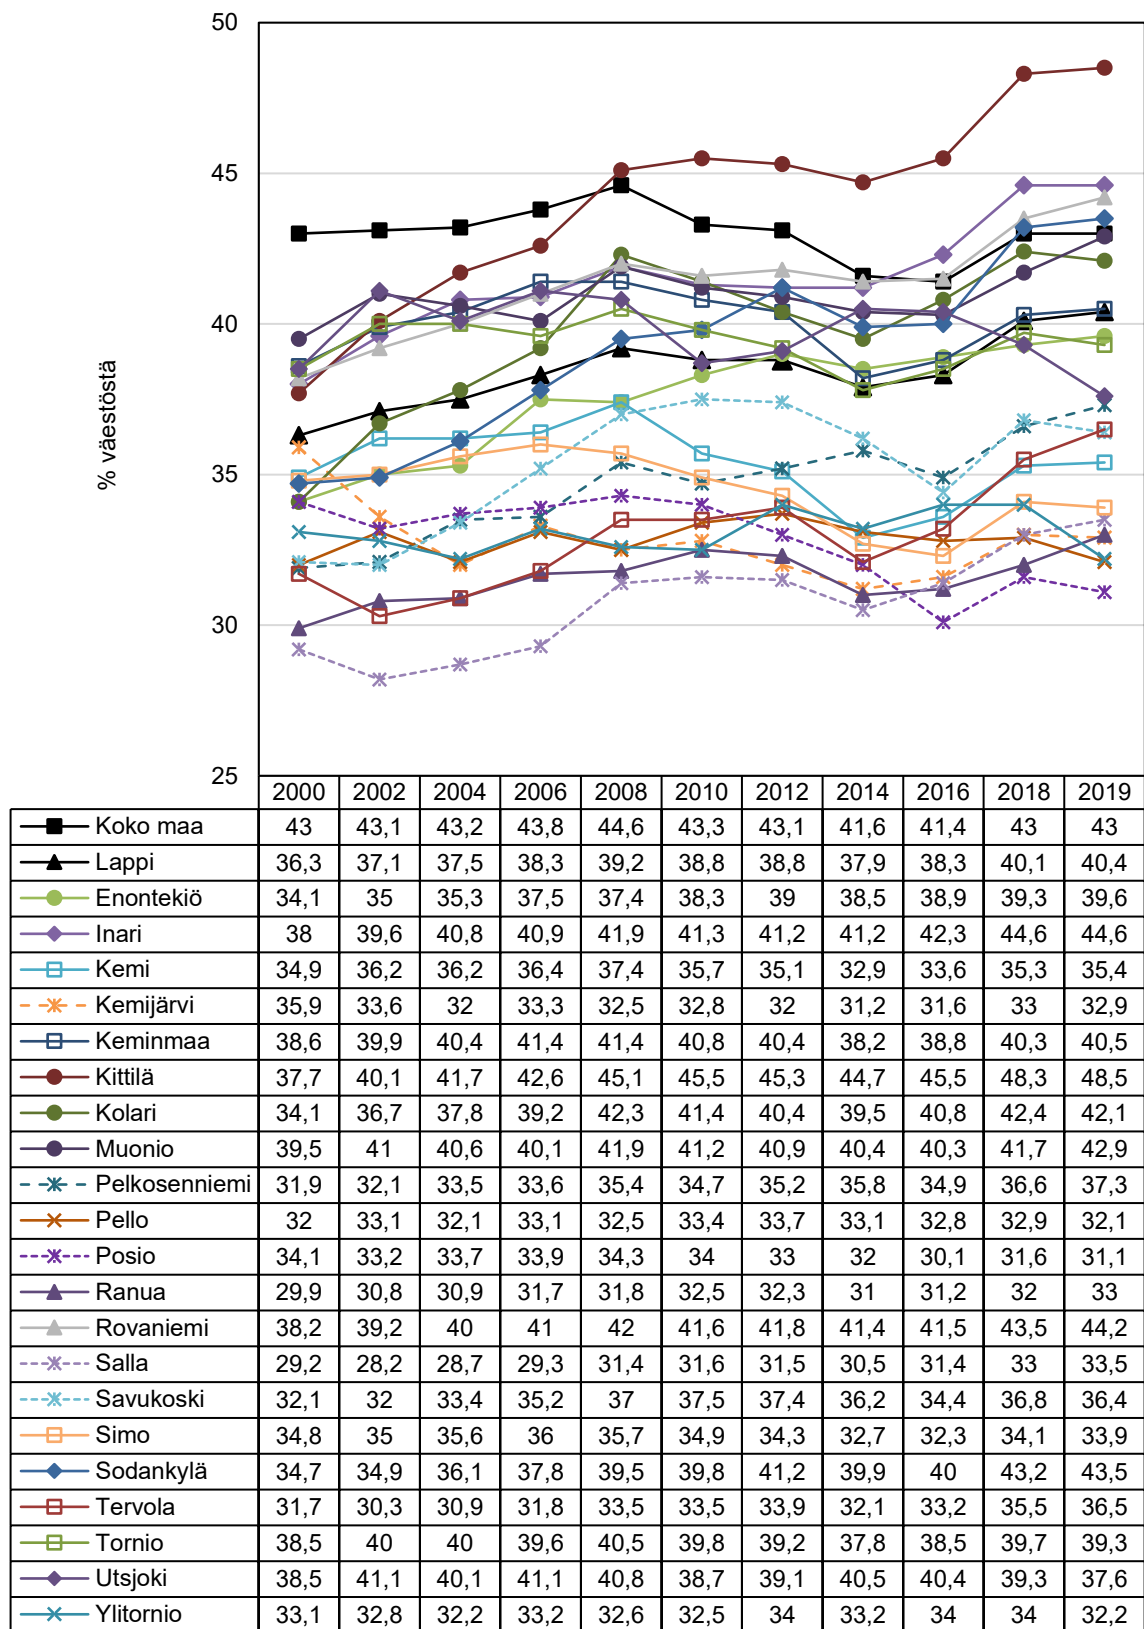 50
45
40
35
30
25
% väestöstä
2000 2002 2004 2006 2008 2010 2012 2014 2016 2018 2019
Koko maa 43 43,1 43,2 43,8 44,6 43,3 43,1 41,6 41,4 43 43
Lappi 36,3 37,1 37,5 38,3 39,2 38,8 38,8 37,9 38,3 40,1 40,4
Enontekiö 34,1 35 35,3 37,5 37,4 38,3 39 38,5 38,9 39,3 39,6
Inari 38 39,6 40,8 40,9 41,9 41,3 41,2 41,2 42,3 44,6 44,6
Kemi 34,9 36,2 36,2 36,4 37,4 35,7 35,1 32,9 33,6 35,3 35,4
Kemijärvi 35,9 33,6 32 33,3 32,5 32,8 32 31,2 31,6 33 32,9
Keminmaa 38,6 39,9 40,4 41,4 41,4 40,8 40,4 38,2 38,8 40,3 40,5
Kittilä 37,7 40,1 41,7 42,6 45,1 45,5 45,3 44,7 45,5 48,3 48,5
Kolari 34,1 36,7 37,8 39,2 42,3 41,4 40,4 39,5 40,8 42,4 42,1
Muonio 39,5 41 40,6 40,1 41,9 41,2 40,9 40,4 40,3 41,7 42,9
Pelkosenniemi 31,9 32,1 33,5 33,6 35,4 34,7 35,2 35,8 34,9 36,6 37,3
Pello 32 33,1 32,1 33,1 32,5 33,4 33,7 33,1 32,8 32,9 32,1
Posio 34,1 33,2 33,7 33,9 34,3 34 33 32 30,1 31,6 31,1
Ranua 29,9 30,8 30,9 31,7 31,8 32,5 32,3 31 31,2 32 33
Rovaniemi 38,2 39,2 40 41 42 41,6 41,8 41,4 41,5 43,5 44,2
Salla 29,2 28,2 28,7 29,3 31,4 31,6 31,5 30,5 31,4 33 33,5
Savukoski 32,1 32 33,4 35,2 37 37,5 37,4 36,2 34,4 36,8 36,4
Simo 34,8 35 35,6 36 35,7 34,9 34,3 32,7 32,3 34,1 33,9
Sodankylä 34,7 34,9 36,1 37,8 39,5 39,8 41,2 39,9 40 43,2 43,5
Tervola 31,7 30,3 30,9 31,8 33,5 33,5 33,9 32,1 33,2 35,5 36,5
Tornio 38,5 40 40 39,6 40,5 39,8 39,2 37,8 38,5 39,7 39,3
Utsjoki 38,5 41,1 40,1 41,1 40,8 38,7 39,1 40,5 40,4 39,3 37,6
Ylitornio 33,1 32,8 32,2 33,2 32,6 32,5 34 33,2 34 34 32,2